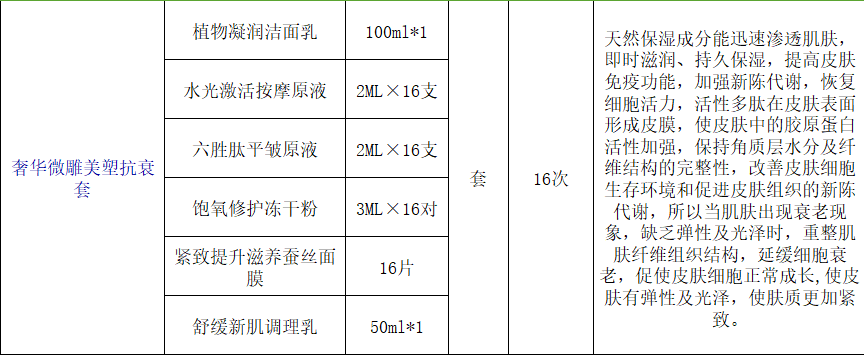 植物凝润洁面乳
100ml*1
水光激活按摩原液
2ML×16支
六胜肽平皱原液
2ML×16支
奢华微雕美塑抗衰
套
饱氧修护冻干粉
3ML×16对
紧致提升滋养蚕丝面
膜
16片
舒缓新肌调理乳
50ml*1
套
16次
天然保湿成分能迅速渗透肌肤，
即时滋润、持久保湿，提高皮肤
免疫功能，加强新陈代谢，恢复
细胞活力，活性多肽在皮肤表面
形成皮膜，使皮肤中的胶原蛋白
活性加强，保持角质层水分及纤
维结构的完整性，改善皮肤细胞
生存环境和促进皮肤组织的新陈
代谢，所以当肌肤出现衰老现
象，缺乏弹性及光泽时，重整肌
肤纤维组织结构，延缓细胞衰
老，促使皮肤细胞正常成长,使皮
肤有弹性及光泽，使肤质更加紧
致。